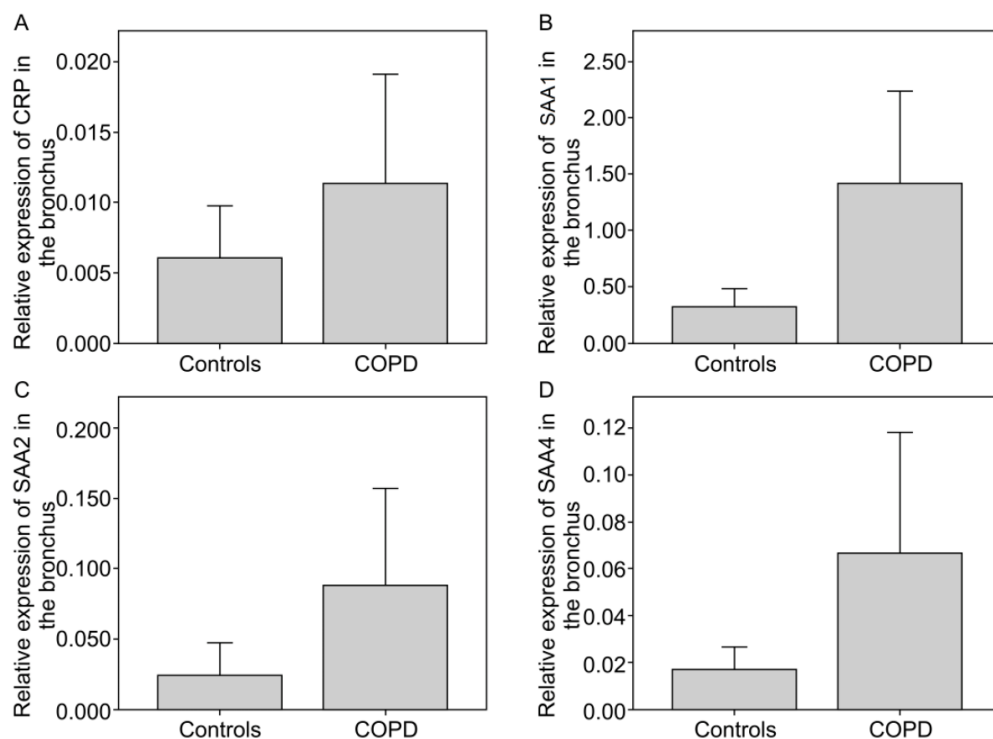 A
Relative expression of CRP in
the bronchus
0.020
0.015
0.010
0.005
0.000
Controls
COPD
B
Relative expression of SAA1 in
the bronchus
2.50
2.00
1.50
1.00
0.50
0.00
Controls
COPD
C
Relative expression of SAA2 in
the bronchus
0.200
0.150
0.100
0.050
0.000
Controls
COPD
D
Relative expression of SAA4 in
the bronchus
0.12
0.10
0.08
0.06
0.04
0.02
0.00
Controls
COPD